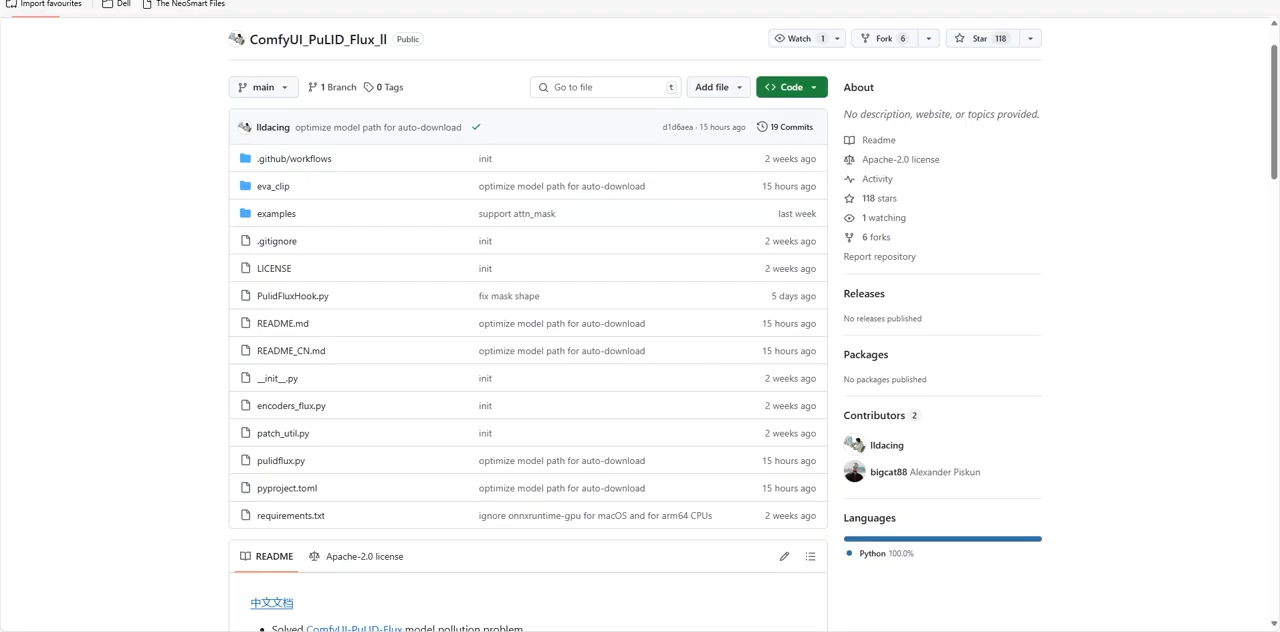 Import favourites Dell The NeoSmart Files
ComfyUI_PuLID_Flux_ll Public Watch 1 Fork 6 Star 118
main 1 Branch 0 Tags Go to file t Add file Code
lldacing optimize model path for auto-download d1d6aea · 15 hours ago 19 Commits
.github/workflows init 2 weeks ago
eva_clip optimize model path for auto-download 15 hours ago
examples support attn_mask last week
.gitignore init 2 weeks ago
LICENSE init 2 weeks ago
PulidFluxHook.py fix mask shape 5 days ago
README.md optimize model path for auto-download 15 hours ago
README_CN.md optimize model path for auto-download 15 hours ago
__init__.py init 2 weeks ago
encoders_flux.py init 2 weeks ago
patch_util.py init 2 weeks ago
pulidflux.py optimize model path for auto-download 15 hours ago
pyproject.toml optimize model path for auto-download 15 hours ago
requirements.txt ignore onnxruntime-gpu for macOS and for arm64 CPUs 2 weeks ago
README Apache-2.0 license
中文文档
Solved ComfyUI-PuLID-Flux model pollution problem
About
No description, website, or topics provided.
Readme
Apache-2.0 license
Activity
118 stars
1 watching
6 forks
Report repository
Releases
No releases published
Packages
No packages published
Contributors 2
lldacing
bigcat88 Alexander Piskun
Languages
Python 100.0%